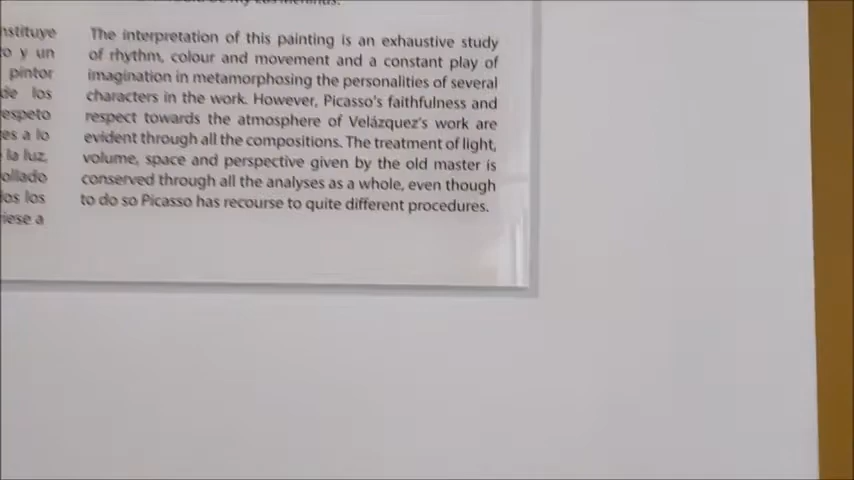 my Las Meninas.
nstituye
o y un
pintor
de los
espeto
es a lo
la luz,
ollado
os los
iese a
The interpretation of this painting is an exhaustive study
of rhythm, colour and movement and a constant play of
imagination in metamorphosing the personalities of several
characters in the work. However, Picasso's faithfulness and
respect towards the atmosphere of Velázquez's work are
evident through all the compositions. The treatment of light,
volume, space and perspective given by the old master is
conserved through all the analyses as a whole, even though
to do so Picasso has recourse to quite different procedures.